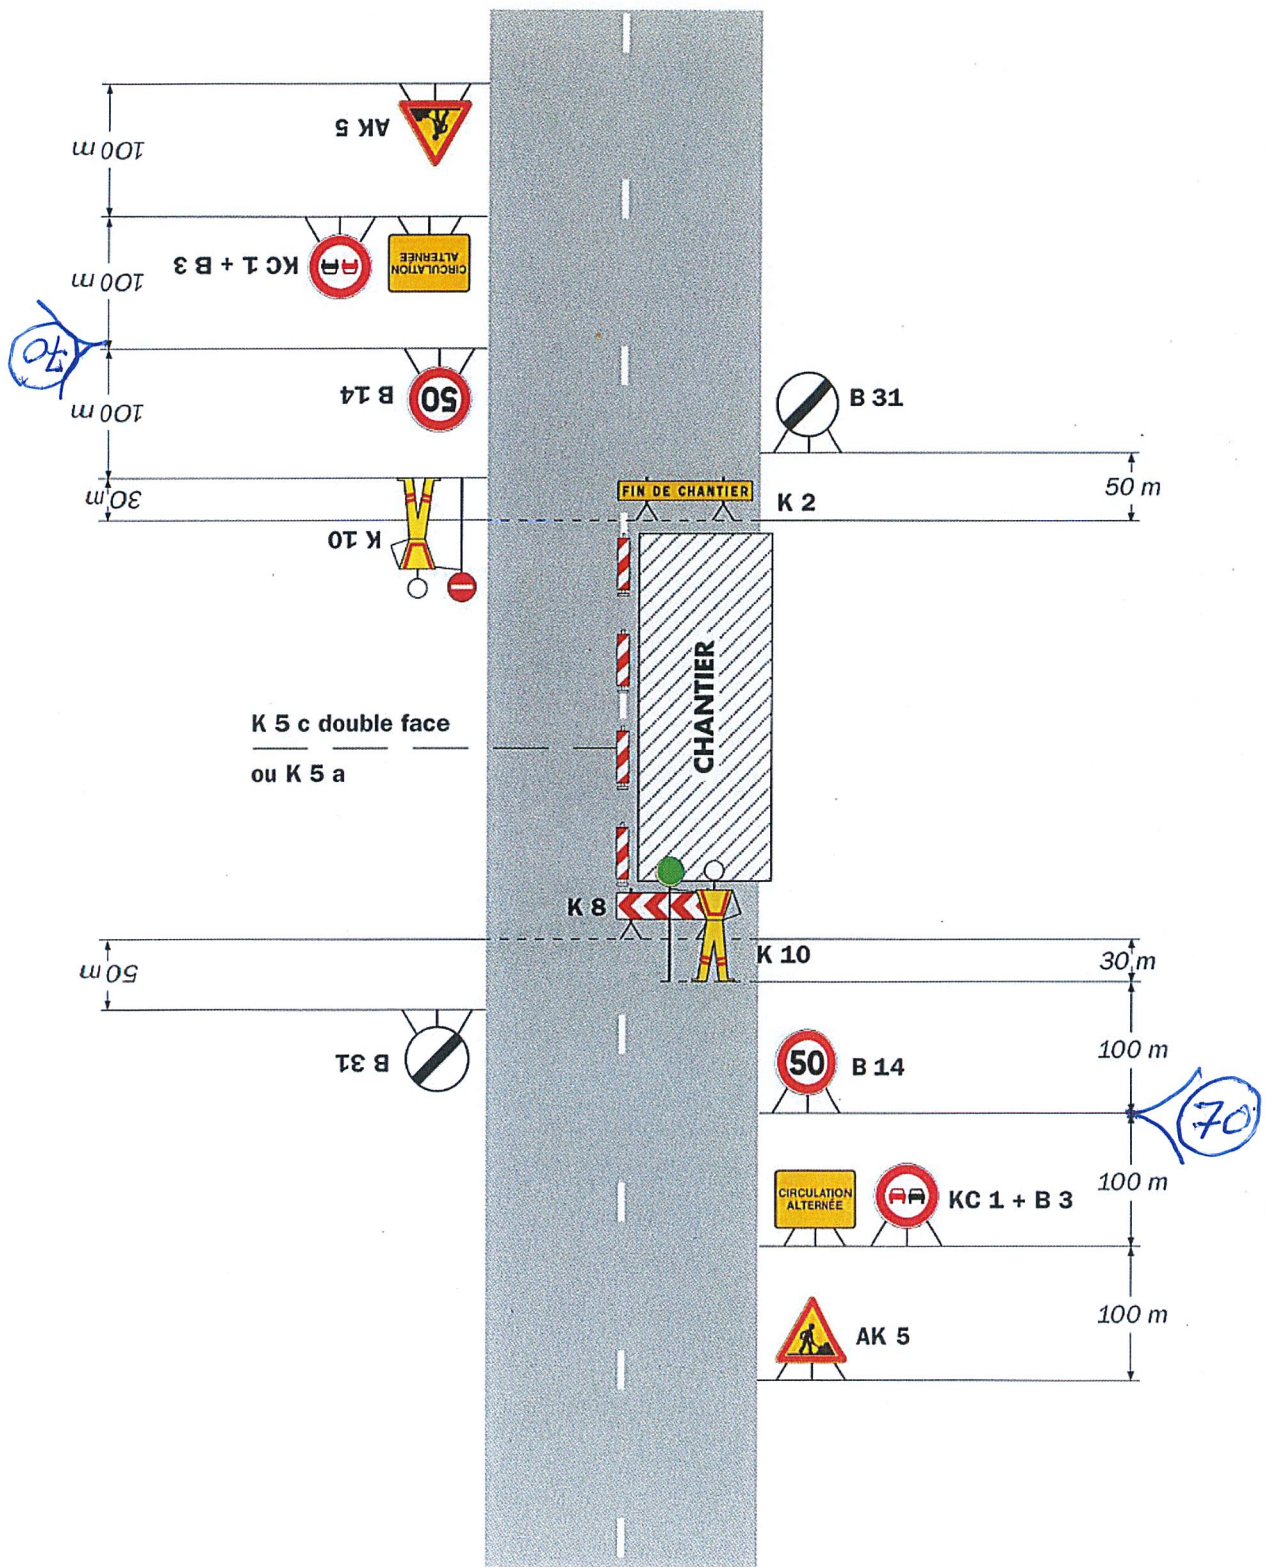 AK 5
100 m
KC 1 + B 3
CIRCULATION
ALTERNÉE
100 m
70
B 14
50
100 m
B 31
50 m
30 m
FIN DE CHANTIER
K 2
K 10
CHANTIER
K 5 c double face
ou K 5 a
K 8
K 10
30 m
50 m
B 31
50
B 14
100 m
70
CIRCULATION
ALTERNÉE
KC 1 + B 3
100 m
AK 5
100 m